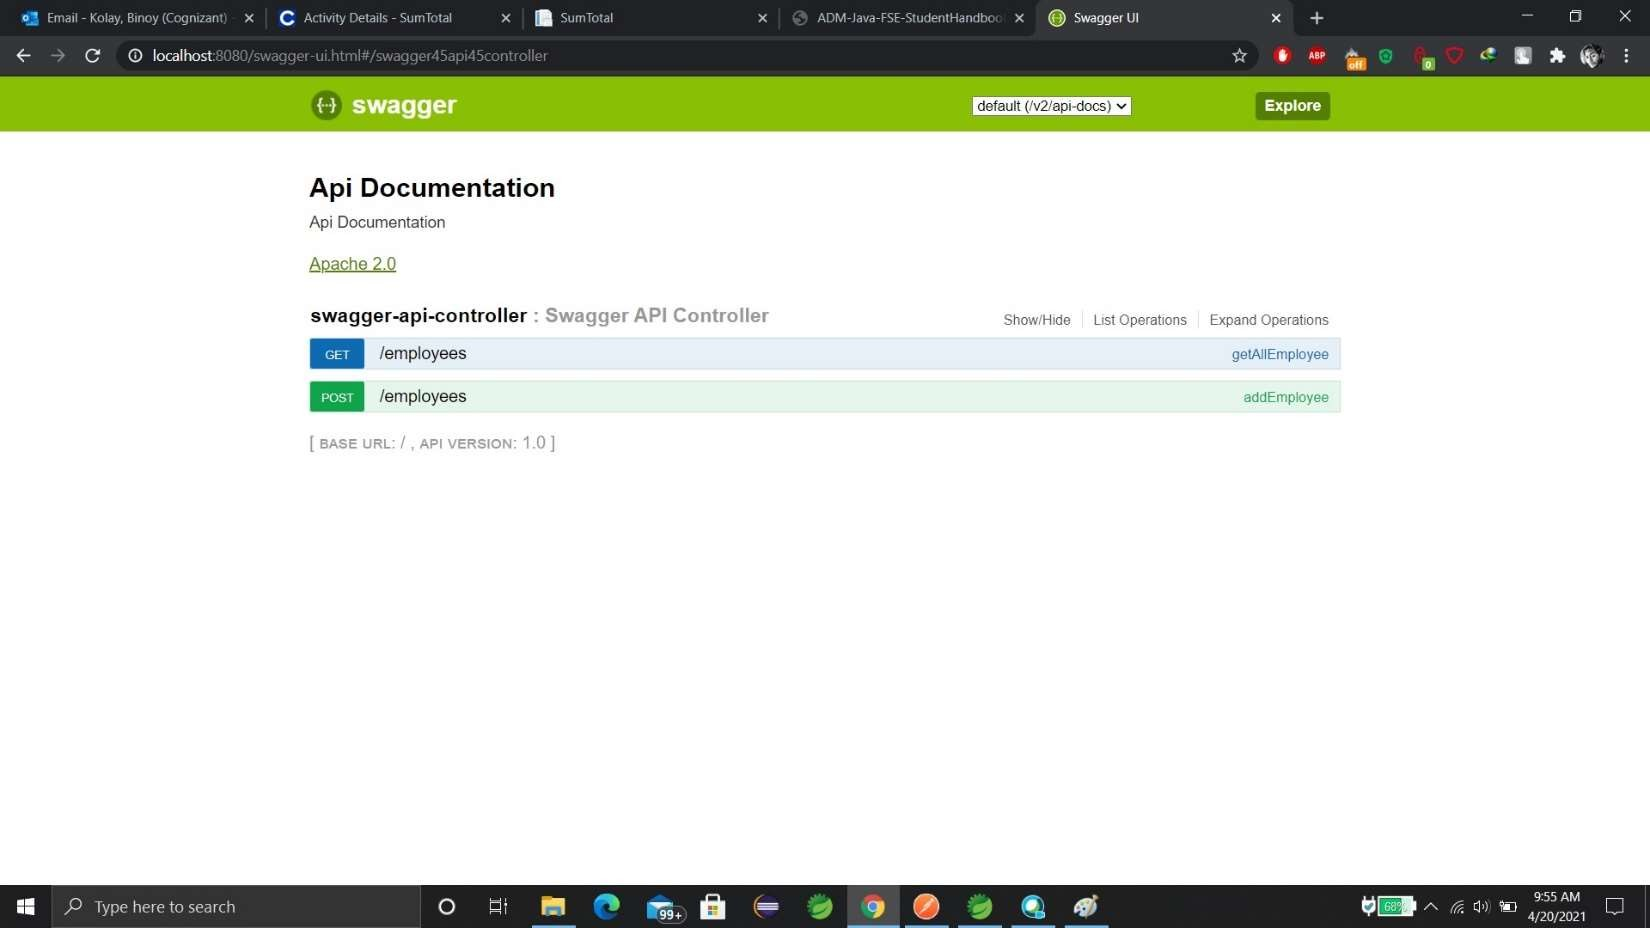 Email - Kolay, Binoy (Cognizant)
Activity Details - SumTotal
SumTotal
ADM-Java-FSE-StudentHandboo
Swagger UI
localhost:8080/swagger-ui.html#/swagger45api45controller
ABP
off
0
{···} swagger
default (/v2/api-docs)
Explore
Api Documentation
Api Documentation
Apache 2.0
swagger-api-controller : Swagger API Controller
Show/Hide
List Operations
Expand Operations
GET /employees getAllEmployee
POST /employees addEmployee
[ BASE URL: / , API VERSION: 1.0 ]
Type here to search
99+
68%
9:55 AM
4/20/2021